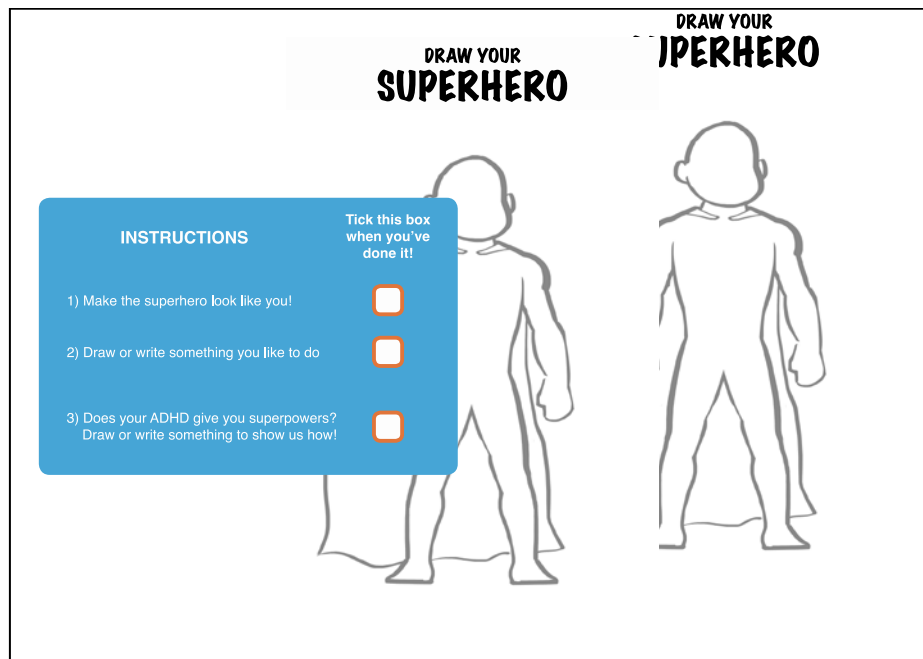 DRAW YOUR
SUPERHERO
DRAW YOUR
UPERHERO
INSTRUCTIONS
Tick this box
when you've
done it!
1) Make the superhero look like you!
2) Draw or write something you like to do
3) Does your ADHD give you superpowers?
Draw or write something to show us how!